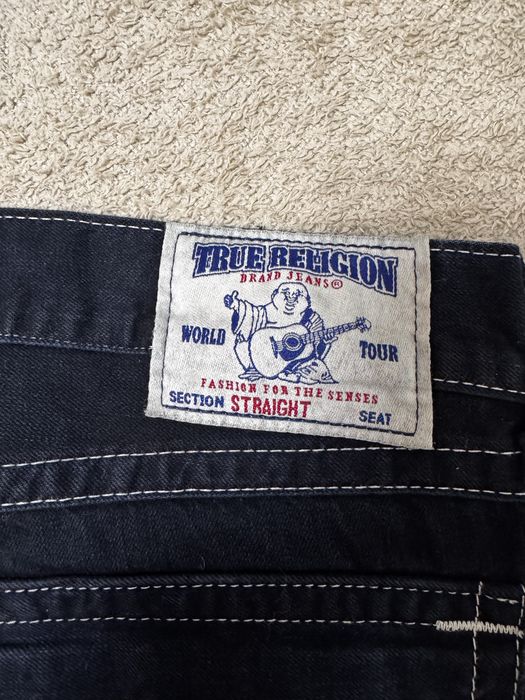 TRUE RELIGION
BRAND JEANS®
WORLD TOUR
FASHION FOR THE SENSES
SECTION STRAIGHT SEAT